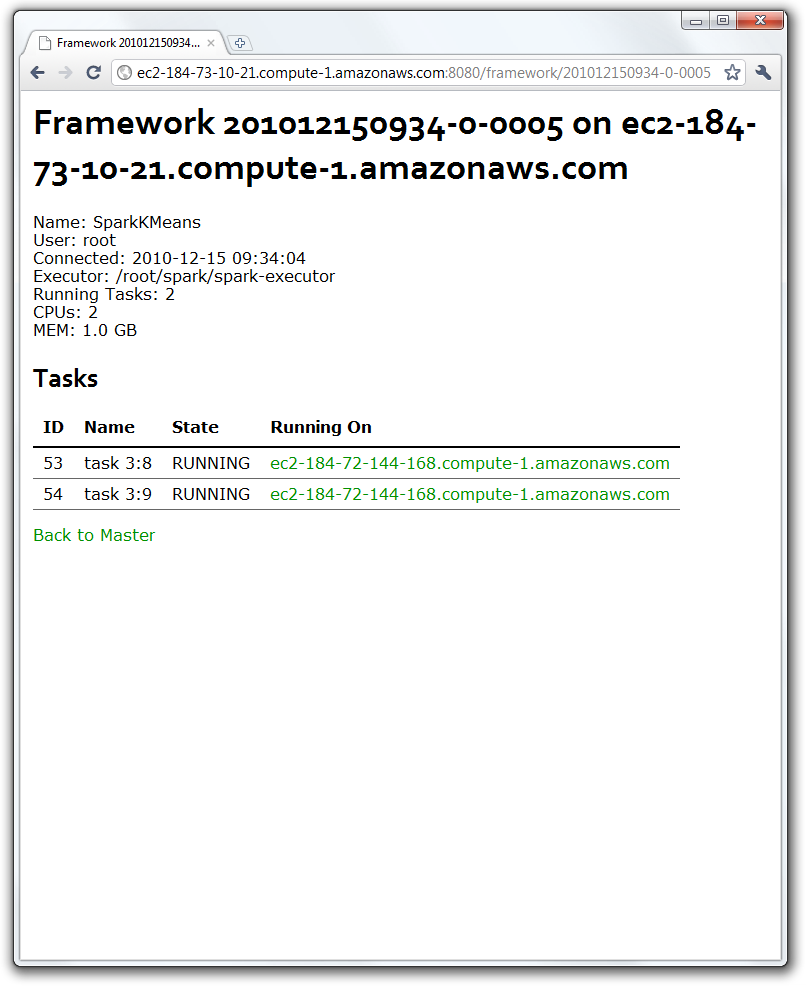 Framework 201012150934...
ec2-184-73-10-21.compute-1.amazonaws.com:8080/framework/201012150934-0-0005
Framework 201012150934-0-0005 on ec2-184-
73-10-21.compute-1.amazonaws.com
Name: SparkKMeans
User: root
Connected: 2010-12-15 09:34:04
Executor: /root/spark/spark-executor
Running Tasks: 2
CPUs: 2
MEM: 1.0 GB
Tasks
ID Name State Running On
53 task 3:8 RUNNING ec2-184-72-144-168.compute-1.amazonaws.com
54 task 3:9 RUNNING ec2-184-72-144-168.compute-1.amazonaws.com
Back to Master